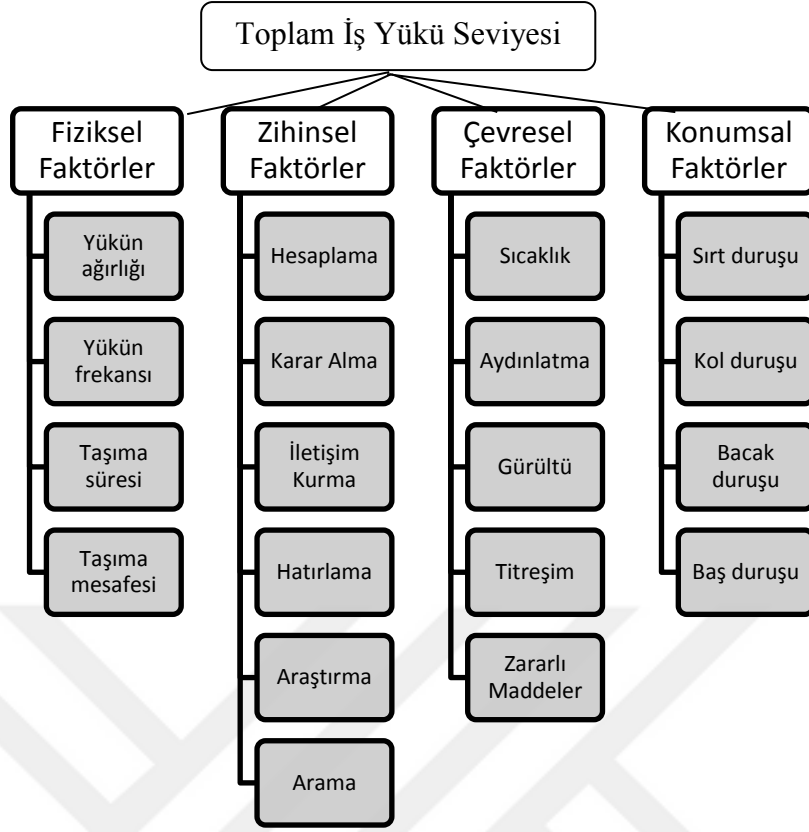 Toplam İş Yükü Seviyesi
Fiziksel
Faktörler
Yükün
ağırlığı
Yükün
frekansı
Taşıma
süresi
Taşıma
mesafesi
Zihinsel
Faktörler
Hesaplama
Karar Alma
İletişim
Kurma
Hatırlama
Araştırma
Arama
Çevresel
Faktörler
Sıcaklık
Aydınlatma
Gürültü
Titreşim
Zararlı
Maddeler
Konumsal
Faktörler
Sırt duruşu
Kol duruşu
Bacak
duruşu
Baş duruşu